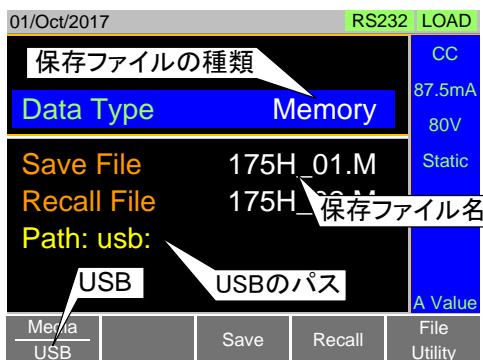 01/Oct/2017 RS232 LOAD
保存ファイルの種類
CC
87.5mA
80V
Static
Data Type Memory
Save File 175H_01.M
Recall File 175H_
保存ファイル名
Path: usb:
USB
USBのパス
A Value
Media
USB
Save
Recall
File
Utility